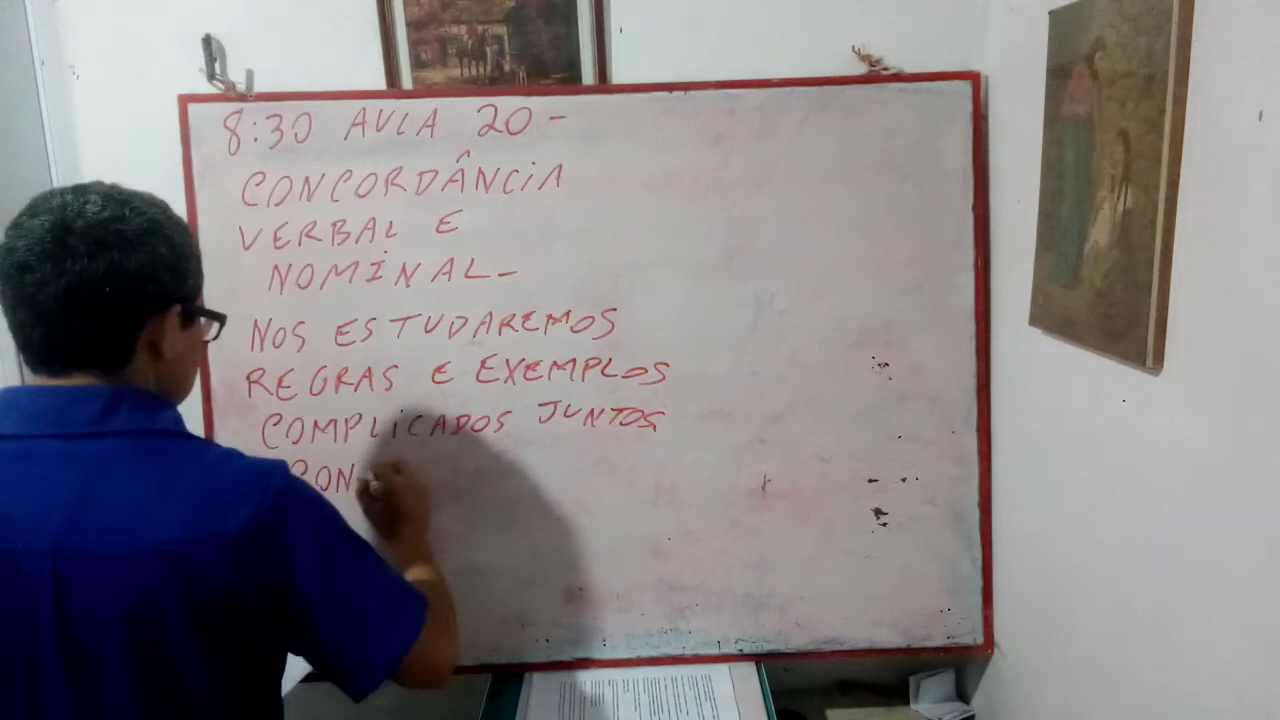 8:30 AULA 20-
CONCORDÂNCIA
VERBAL E
NOMINAL-
NOS ESTUDAREMOS
REGRAS E EXEMPLOS
COMPLICADOS JUNTOS
CON